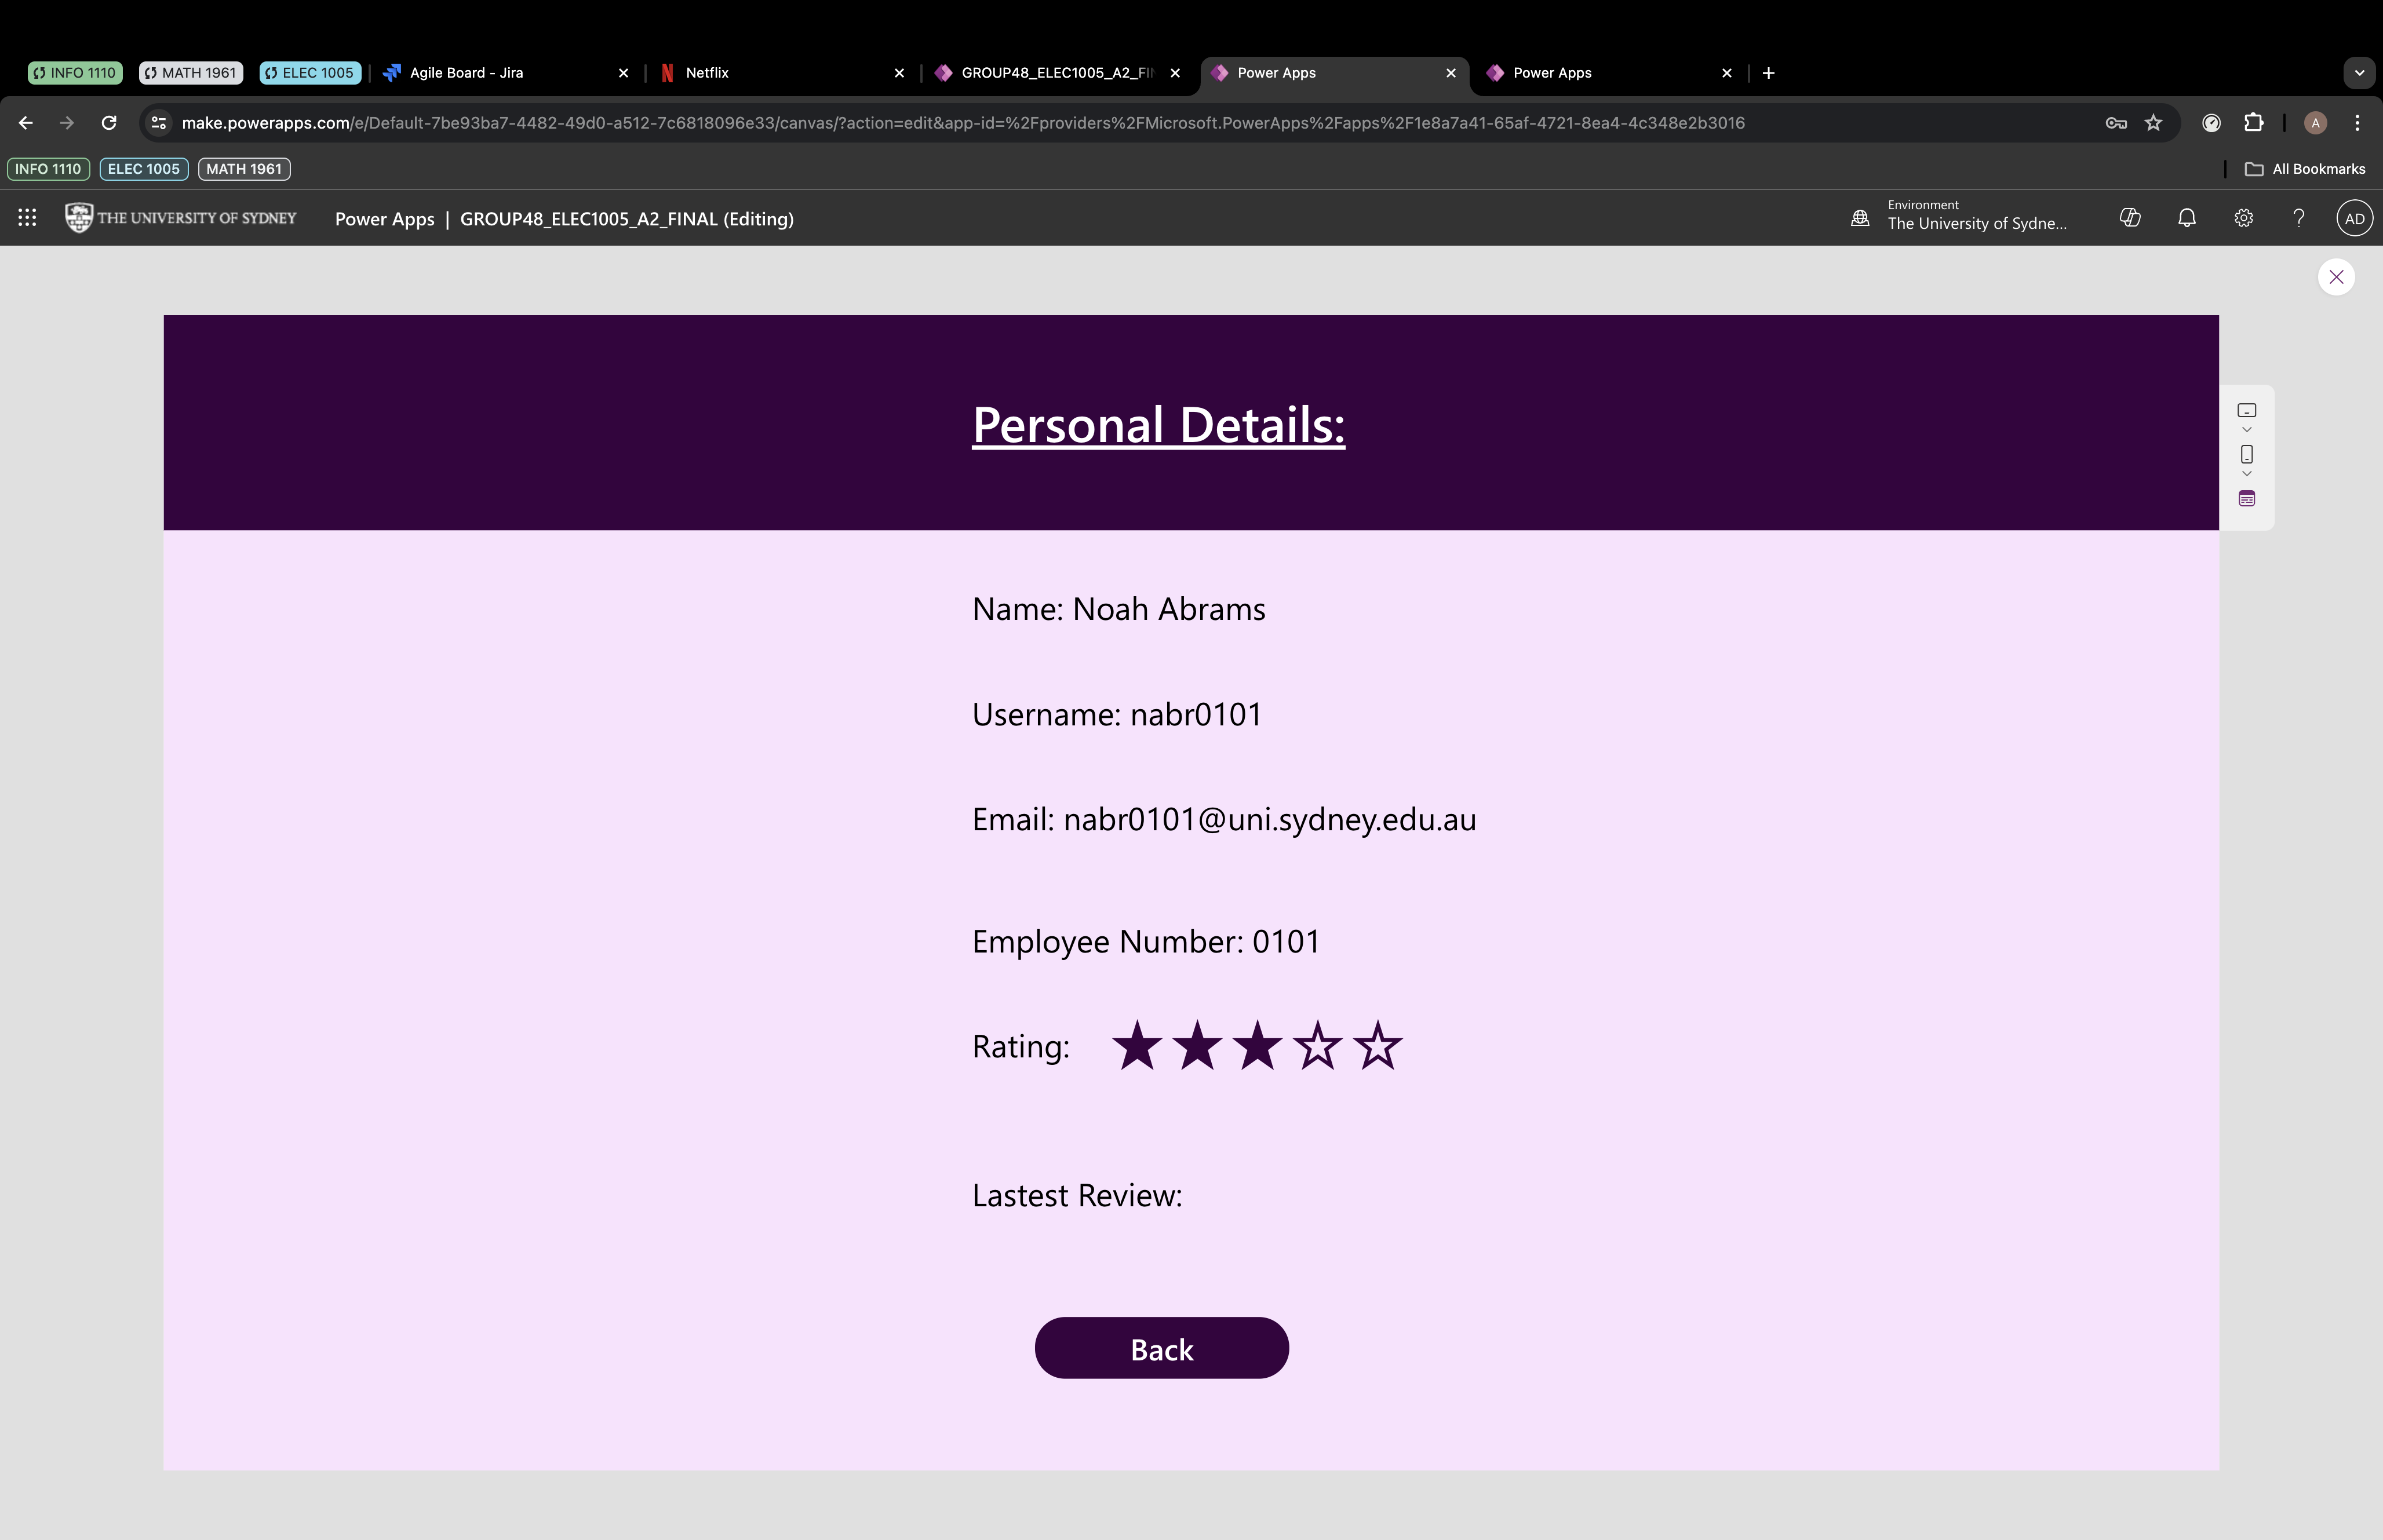 INFO 1110 MATH 1961 ELEC 1005 Agile Board - Jira Netflix GROUP48_ELEC1005_A2_FI Power Apps Power Apps
make.powerapps.com/e/Default-7be93ba7-4482-49d0-a512-7c6818096e33/canvas/?action=edit&app-id=%2Fproviders%2FMicrosoft.PowerApps%2Fapps%2F1e8a7a41-65af-4721-8ea4-4c348e2b3016 A
INFO 1110 ELEC 1005 MATH 1961 All Bookmarks
THE UNIVERSITY OF SYDNEY Power Apps | GROUP48_ELEC1005_A2_FINAL (Editing)
Environment
The University of Sydne...
? AD
Personal Details:
Name: Noah Abrams
Username: nabr0101
Email: nabr0101@uni.sydney.edu.au
Employee Number: 0101
Rating:
Lastest Review:
Back